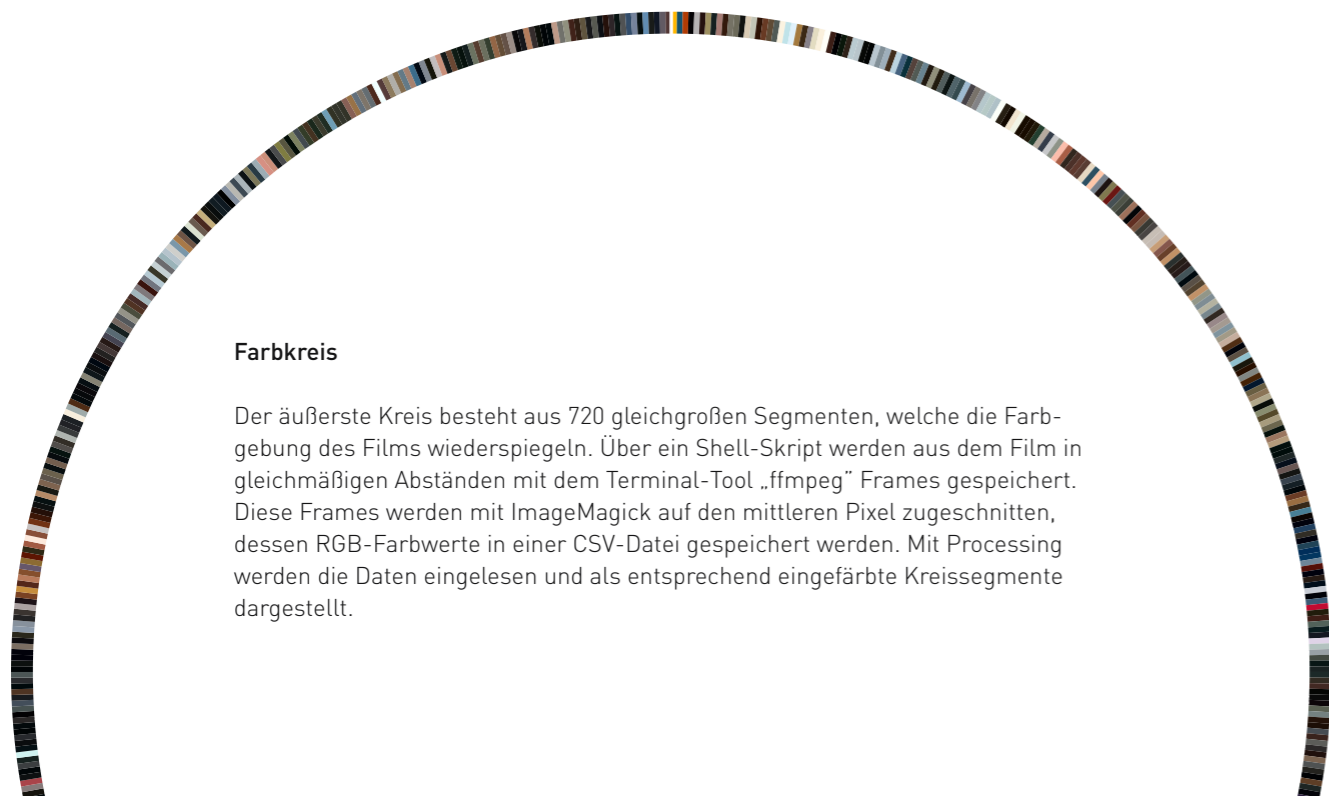 Farbkreis
Der äußerste Kreis besteht aus 720 gleichgroßen Segmenten, welche die Farb-
gebung des Films wiederspiegeln. Über ein Shell-Skript werden aus dem Film in
gleichmäßigen Abständen mit dem Terminal-Tool „ffmpeg“ Frames gespeichert.
Diese Frames werden mit ImageMagick auf den mittleren Pixel zugeschnitten,
dessen RGB-Farbwerte in einer CSV-Datei gespeichert werden. Mit Processing
werden die Daten eingelesen und als entsprechend eingefärbte Kreissegmente
dargestellt.